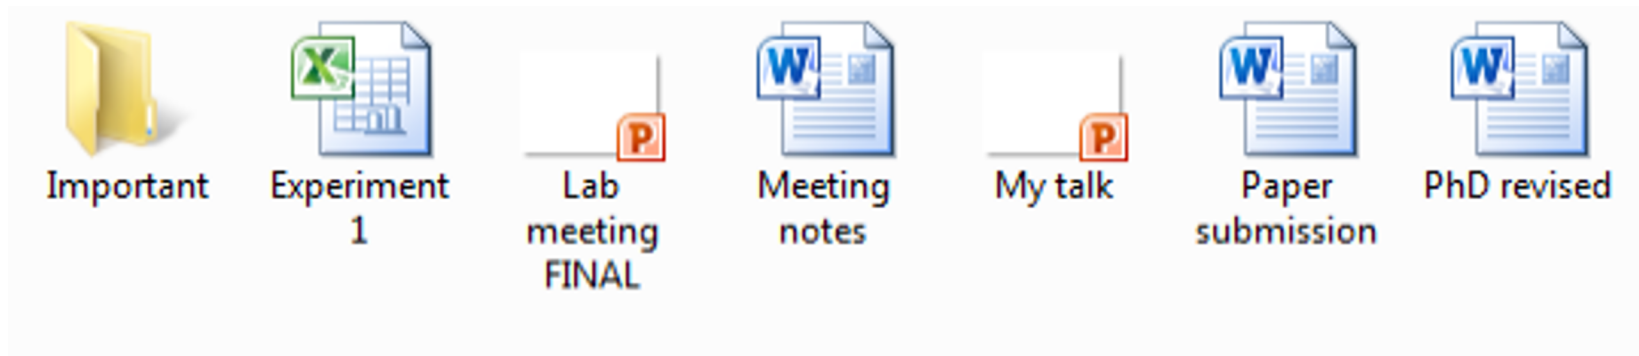 Important
Experiment
1
Lab
meeting
FINAL
Meeting
notes
My talk
Paper
submission
PhD revised